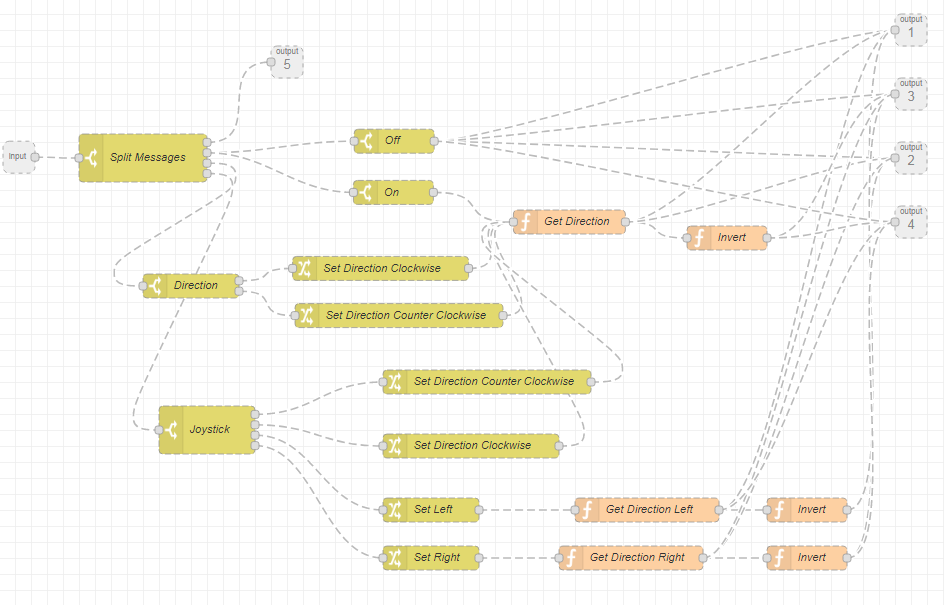 output
1
output
5
output
3
input
Split Messages
Off
output
2
On
output
4
Get Direction
Invert
Set Direction Clockwise
Direction
Set Direction Counter Clockwise
Set Direction Counter Clockwise
Joystick
Set Direction Clockwise
Set Left
Get Direction Left
Invert
Set Right
Get Direction Right
Invert